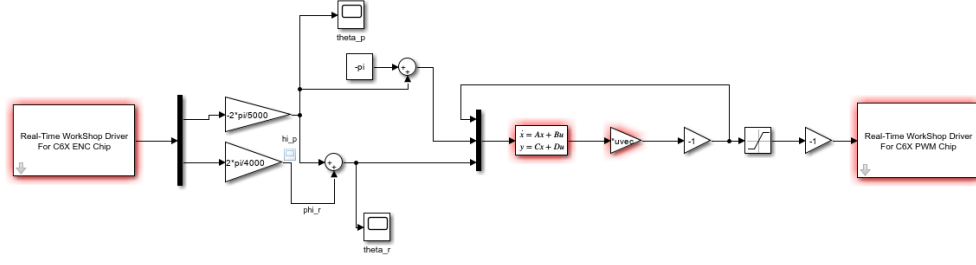 theta_p
-pi
+
+
Real-Time WorkShop Driver
For C6X ENC Chip
-2*pi/5000
hi_p
2*pi/4000
+
+
phi_r
theta_r
ẋ = Ax + Bu
y = Cx + Du
*uvec
-1
-1
Real-Time WorkShop Driver
For C6X PWM Chip